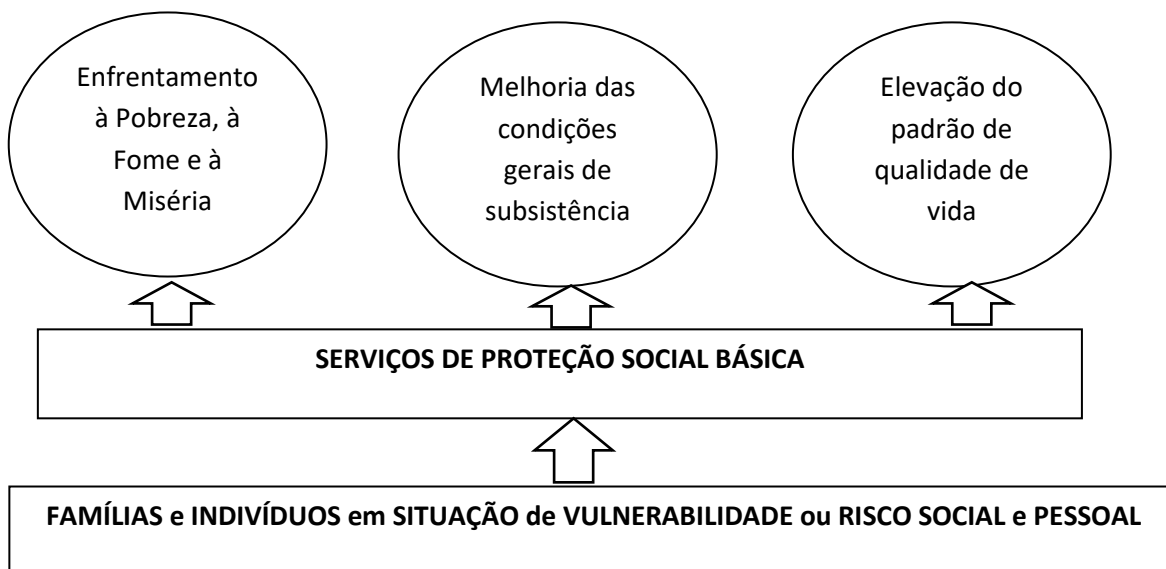 Enfrentamento
à Pobreza, à
Fome e à
Miséria
Melhoria das
condições
gerais de
subsistência
Elevação do
padrão de
qualidade de
vida
SERVIÇOS DE PROTEÇÃO SOCIAL BÁSICA
FAMÍLIAS e INDIVÍDUOS em SITUAÇÃO de VULNERABILIDADE ou RISCO SOCIAL e PESSOAL